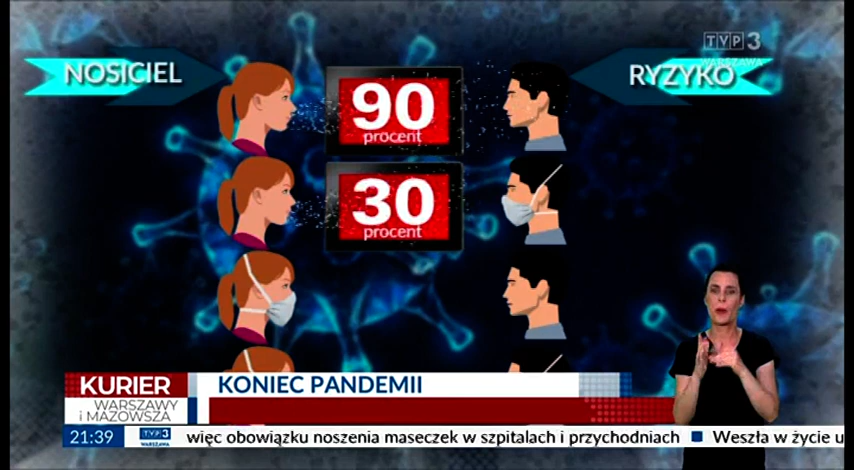 TVP3
WARSZAWA
NOSICIEL
RYZYKO
90
procent
30
procent
KURIER
WARSZAWY
i MAZOWSZA
KONIEC PANDEMII
21:39
TVP3
WARSZAWA
więc obowiązku noszenia maseczek w szpitalach i przychodniach ■ Weszła w życie u